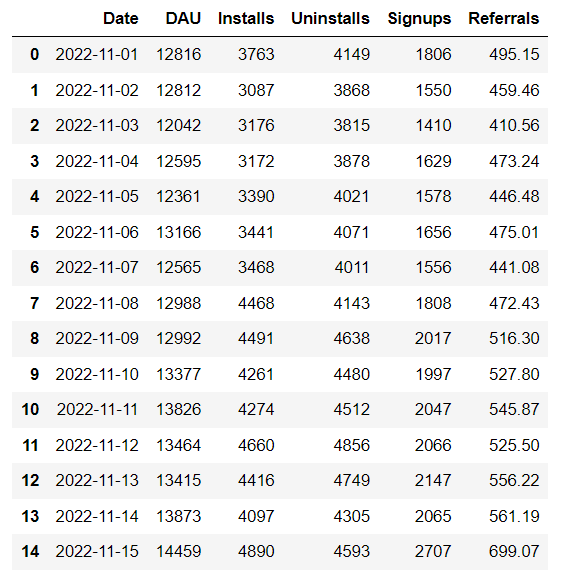 Date DAU Installs Uninstalls Signups Referrals
0 2022-11-01 12816 3763 4149 1806 495.15
1 2022-11-02 12812 3087 3868 1550 459.46
2 2022-11-03 12042 3176 3815 1410 410.56
3 2022-11-04 12595 3172 3878 1629 473.24
4 2022-11-05 12361 3390 4021 1578 446.48
5 2022-11-06 13166 3441 4071 1656 475.01
6 2022-11-07 12565 3468 4011 1556 441.08
7 2022-11-08 12988 4468 4143 1808 472.43
8 2022-11-09 12992 4491 4638 2017 516.30
9 2022-11-10 13377 4261 4480 1997 527.80
10 2022-11-11 13826 4274 4512 2047 545.87
11 2022-11-12 13464 4660 4856 2066 525.50
12 2022-11-13 13415 4416 4749 2147 556.22
13 2022-11-14 13873 4097 4305 2065 561.19
14 2022-11-15 14459 4890 4593 2707 699.07